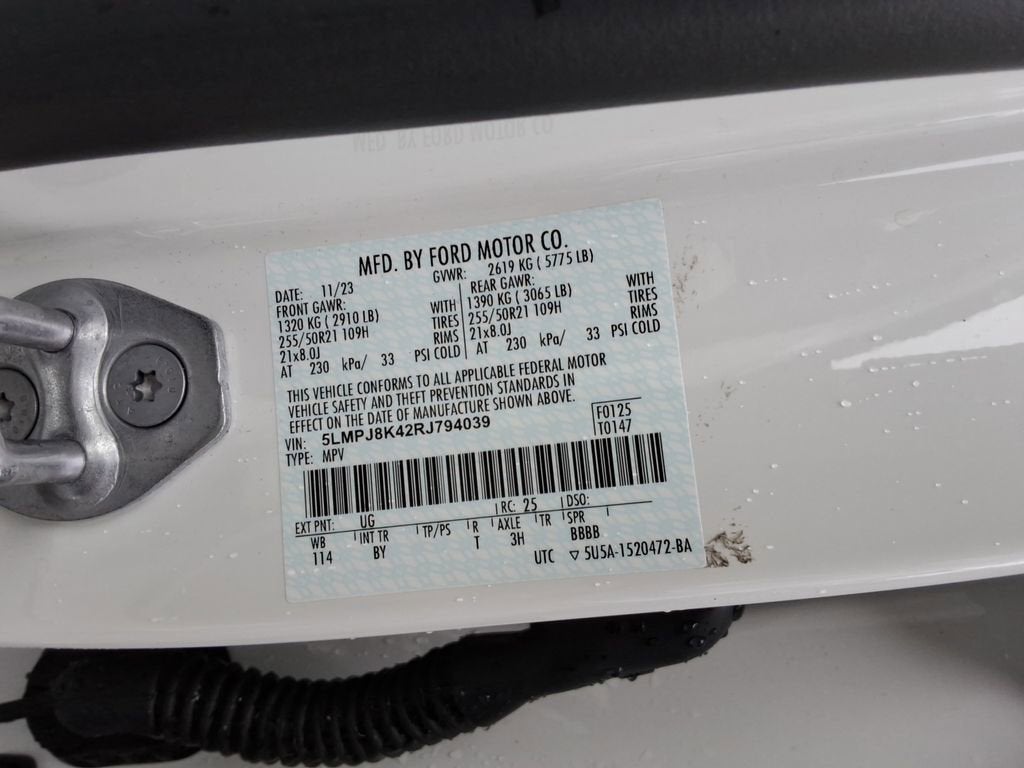 MFD. BY FORD MOTOR CO.
DATE: 11/23 GVWR: 2619 KG ( 5775 LB)
FRONT GAWR: REAR GAWR:
1320 KG ( 2910 LB) WITH 1390 KG ( 3065 LB) WITH
255/50R21 109H TIRES 255/50R21 109H TIRES
21x8.0J RIMS 21x8.0J RIMS
AT 230 kPa/ 33 PSI COLD AT 230 kPa/ 33 PSI COLD
THIS VEHICLE CONFORMS TO ALL APPLICABLE FEDERAL MOTOR
VEHICLE SAFETY AND THEFT PREVENTION STANDARDS IN
EFFECT ON THE DATE OF MANUFACTURE SHOWN ABOVE.
VIN: 5LMPJ8K42RJ794039 F0125
TYPE: MPV T0147
EXT PNT: UG RC: 25 DSO:
WB INT TR TP/PS R AXLE TR SPR
114 BY T 3H BBBB
UTC ▽ 5U5A-1520472-BA